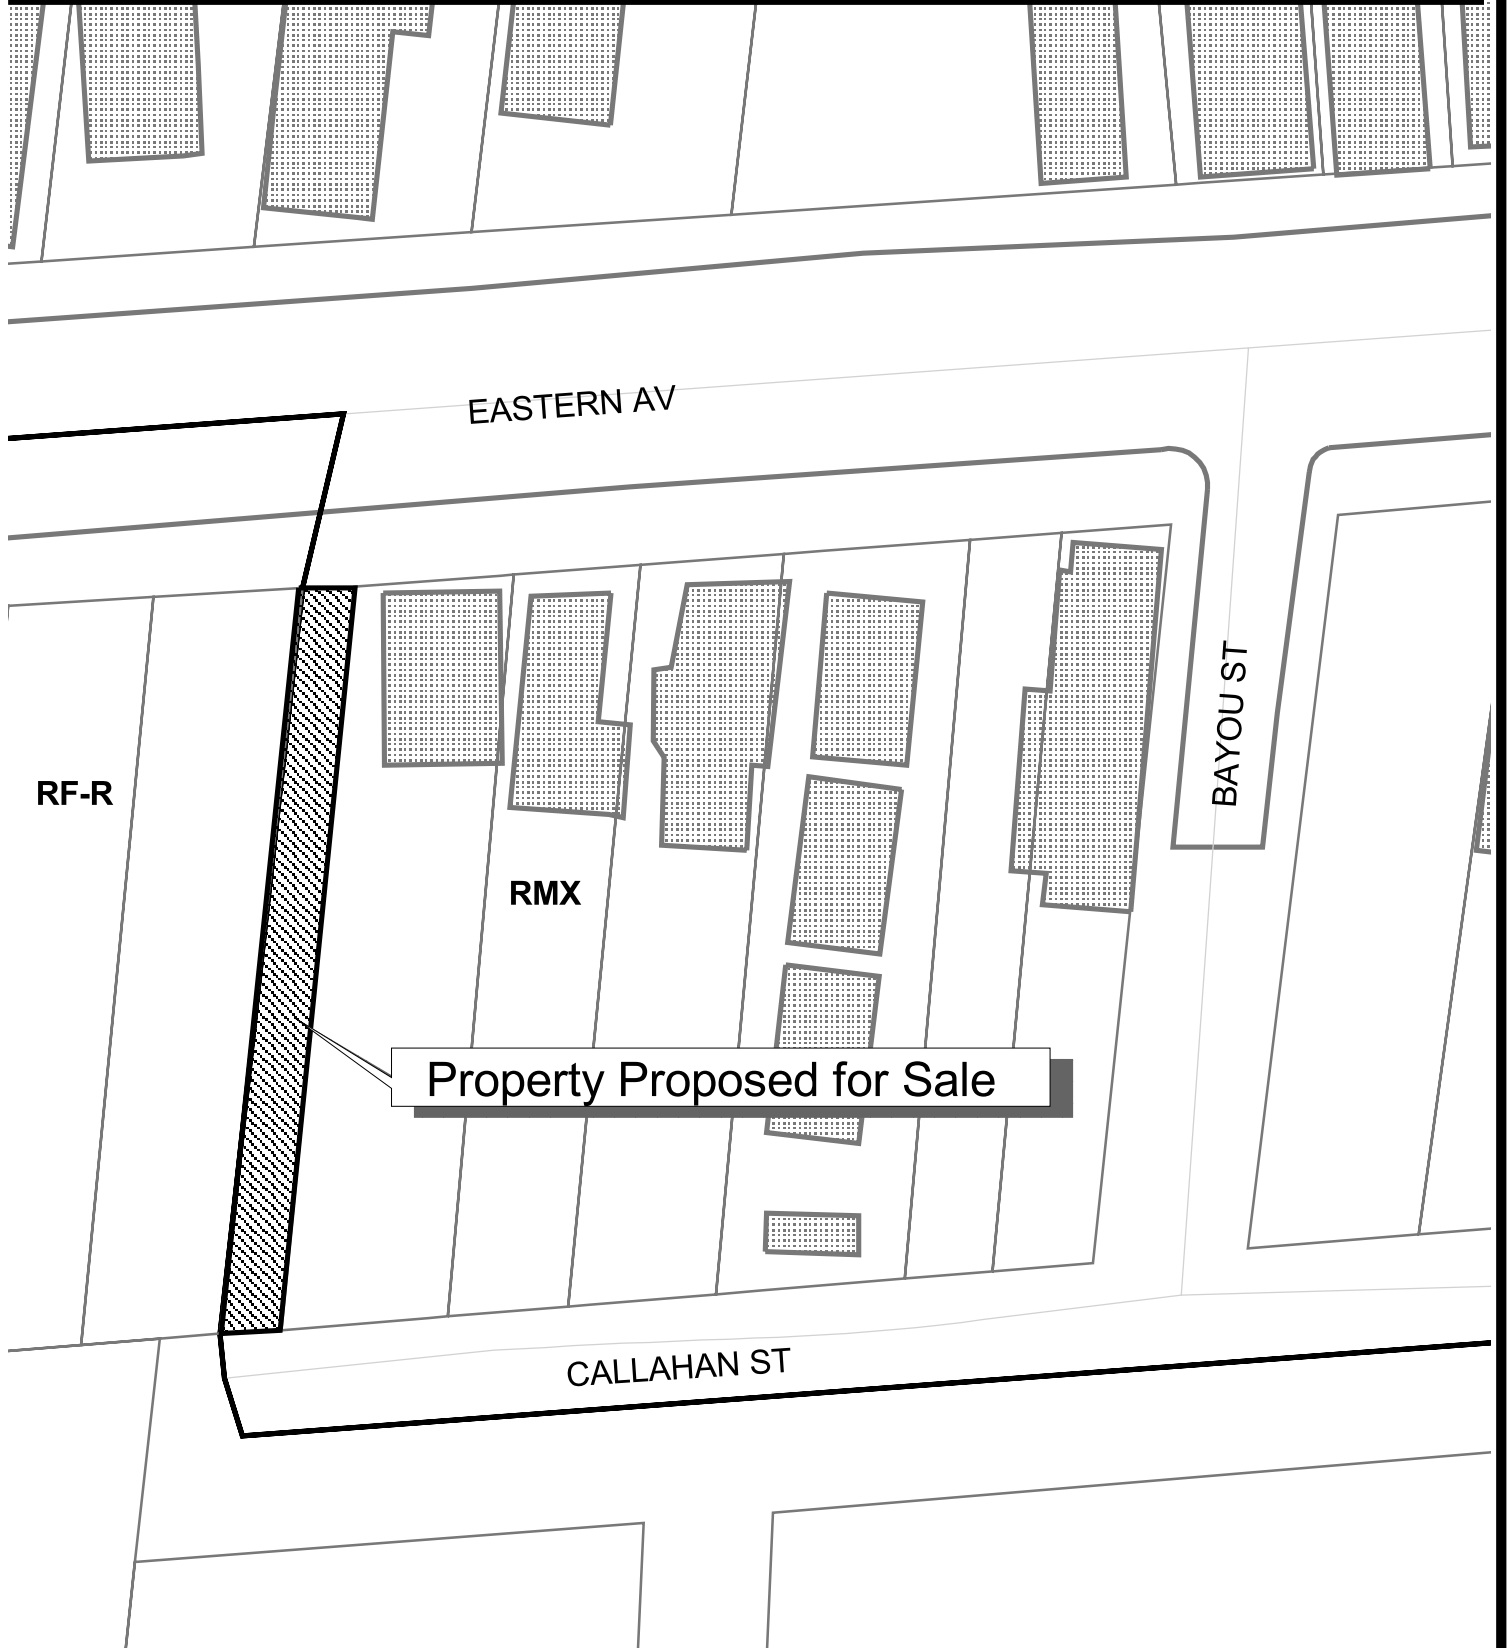 EASTERN AV
BAYOU ST
RF-R
RMX
Property Proposed for Sale
CALLAHAN ST